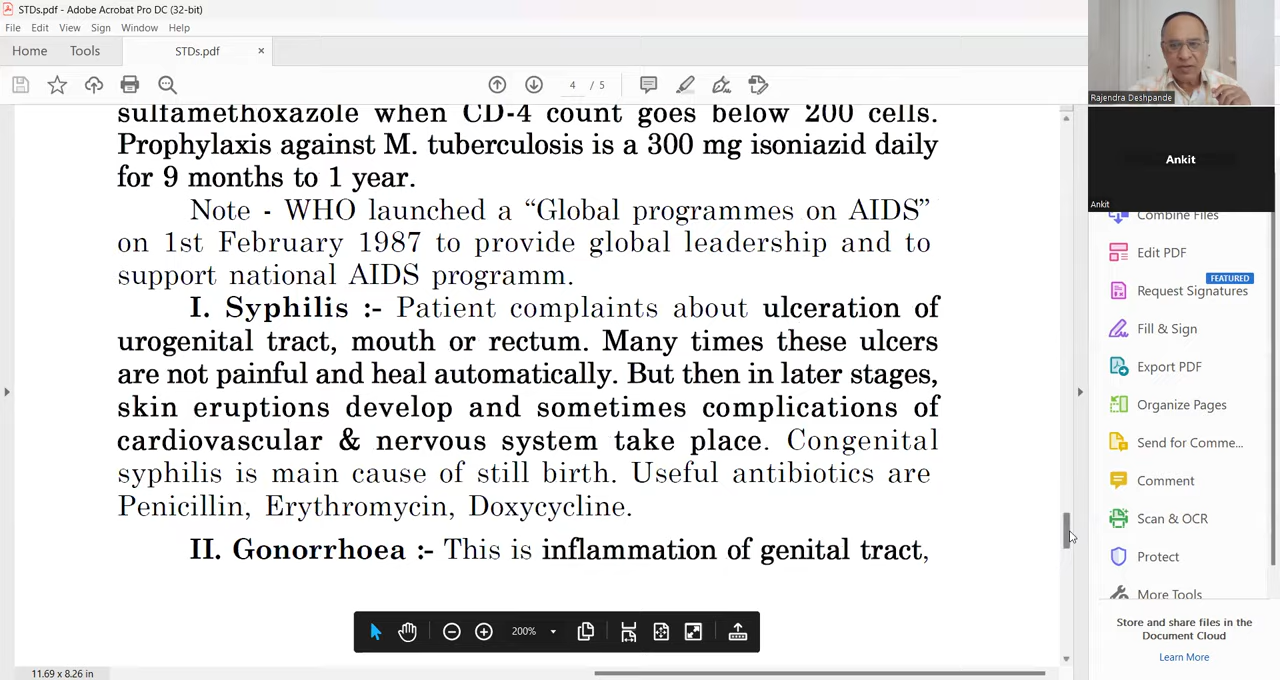 STDs.pdf - Adobe Acrobat Pro DC (32-bit)
File Edit View Sign Window Help
Home Tools STDs.pdf ×
4 / 5
sulfamethoxazole when CD-4 count goes below 200 cells.
Prophylaxis against M. tuberculosis is a 300 mg isoniazid daily
for 9 months to 1 year.
Note - WHO launched a “Global programmes on AIDS”
on 1st February 1987 to provide global leadership and to
support national AIDS programm.
I. Syphilis :- Patient complaints about ulceration of
urogenital tract, mouth or rectum. Many times these ulcers
are not painful and heal automatically. But then in later stages,
skin eruptions develop and sometimes complications of
cardiovascular & nervous system take place. Congenital
syphilis is main cause of still birth. Useful antibiotics are
Penicillin, Erythromycin, Doxycycline.
II. Gonorrhoea :- This is inflammation of genital tract,
200%
11.69 x 8.26 in
Rajendra Deshpande
Ankit
Ankit
Combine Files
Edit PDF
FEATURED
Request Signatures
Fill & Sign
Export PDF
Organize Pages
Send for Comme...
Comment
Scan & OCR
Protect
More Tools
Store and share files in the
Document Cloud
Learn More